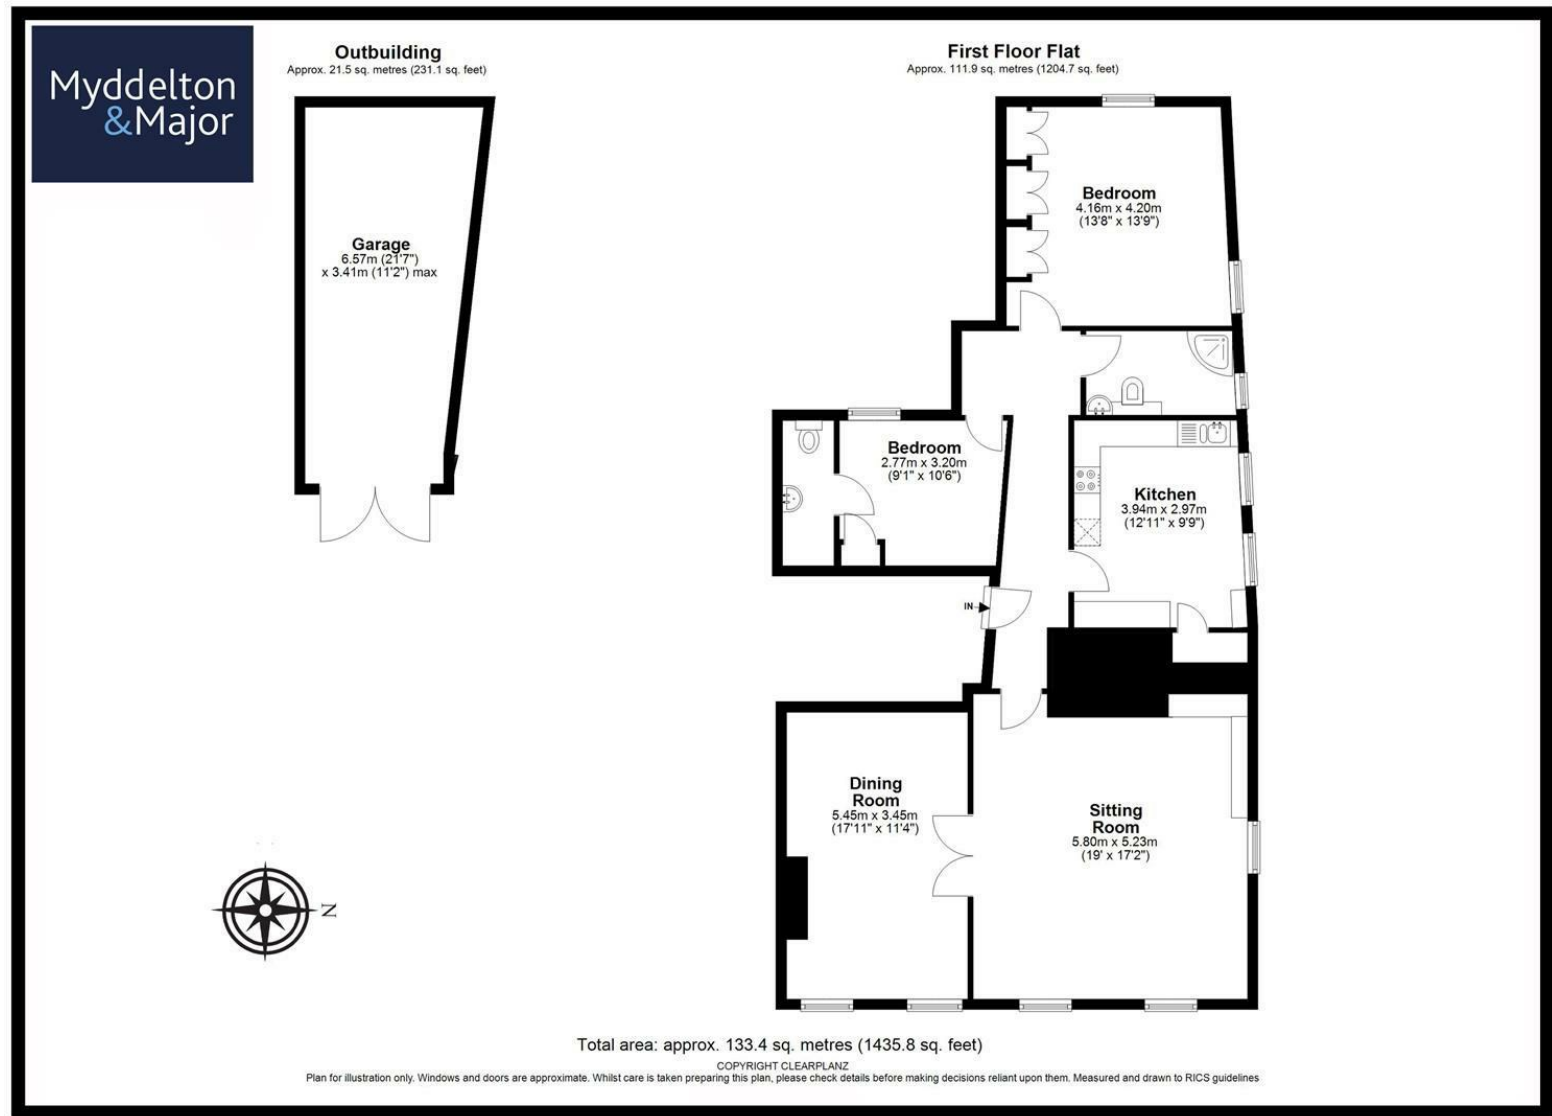 Myddelton
&Major
Outbuilding
Approx. 21.5 sq. metres (231.1 sq. feet)
Garage
6.57m (21'7")
x 3.41m (11'2") max
First Floor Flat
Approx. 111.9 sq. metres (1204.7 sq. feet)
Bedroom
4.16m x 4.20m
(13'8" x 13'9")
Bedroom
2.77m x 3.20m
(9'1" x 10'6")
Kitchen
3.94m x 2.97m
(12'11" x 9'9")
IN
Dining
Room
5.45m x 3.45m
(17'11" x 11'4")
Sitting
Room
5.80m x 5.23m
(19' x 17'2")
N
Total area: approx. 133.4 sq. metres (1435.8 sq. feet)
COPYRIGHT CLEARPLANZ
Plan for illustration only. Windows and doors are approximate. Whilst care is taken preparing this plan, please check details before making decisions reliant upon them. Measured and drawn to RICS guidelines